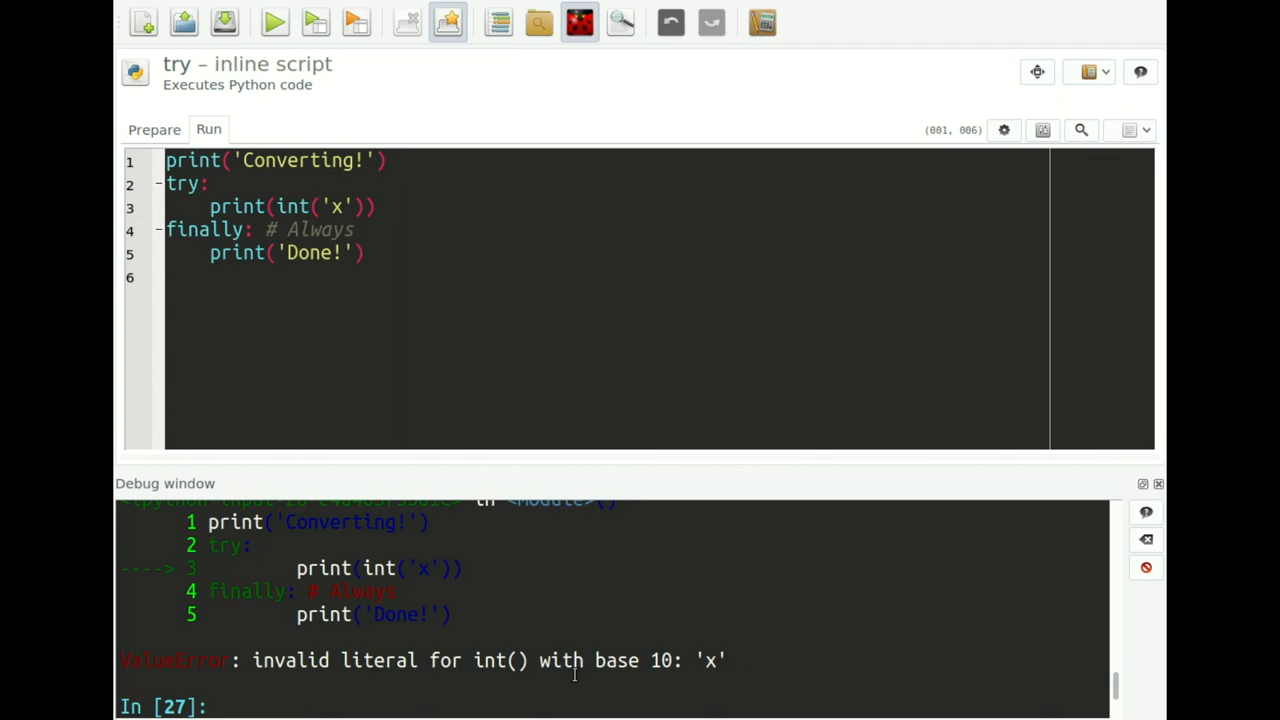 try – inline script
Executes Python code
Prepare Run (001, 006)
1 print('Converting!')
2 try:
3 print(int('x'))
4 finally: # Always
5 print('Done!')
6
Debug window
in <module>()
1 print('Converting!')
2 try:
----> 3 print(int('x'))
4 finally: # Always
5 print('Done!')
ValueError: invalid literal for int() with base 10: 'x'
In [27]: